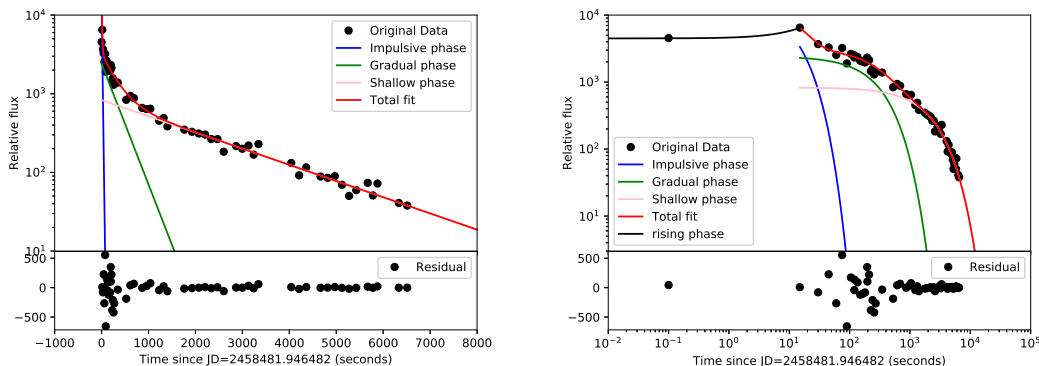 10⁴
10³
10²
10¹
Relative flux
Original Data
Impulsive phase
Gradual phase
Shallow phase
Total fit
500
0
−500
Residual
−1000 0 1000 2000 3000 4000 5000 6000 7000 8000
Time since JD=2458481.946482 (seconds)
10⁴
10³
10²
10¹
Relative flux
Original Data
Impulsive phase
Gradual phase
Shallow phase
Total fit
rising phase
500
0
−500
Residual
10⁻² 10⁻¹ 10⁰ 10¹ 10² 10³ 10⁴ 10⁵
Time since JD=2458481.946482 (seconds)